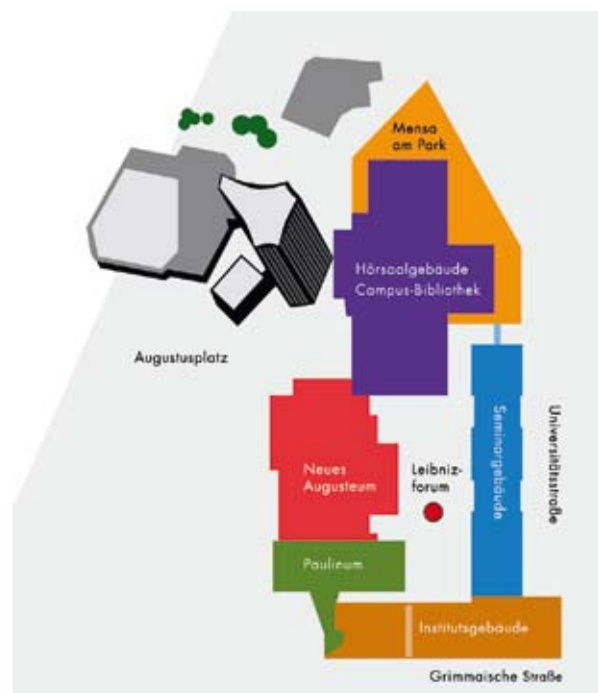 Mensa
am Park
Hörsaalgebäude
Campus-Bibliothek
Augustusplatz
Seminargebäude
Universitätsstraße
Neues
Augusteum
Leibniz-
forum
Paulinum
Institutsgebäude
Grimmaische Straße